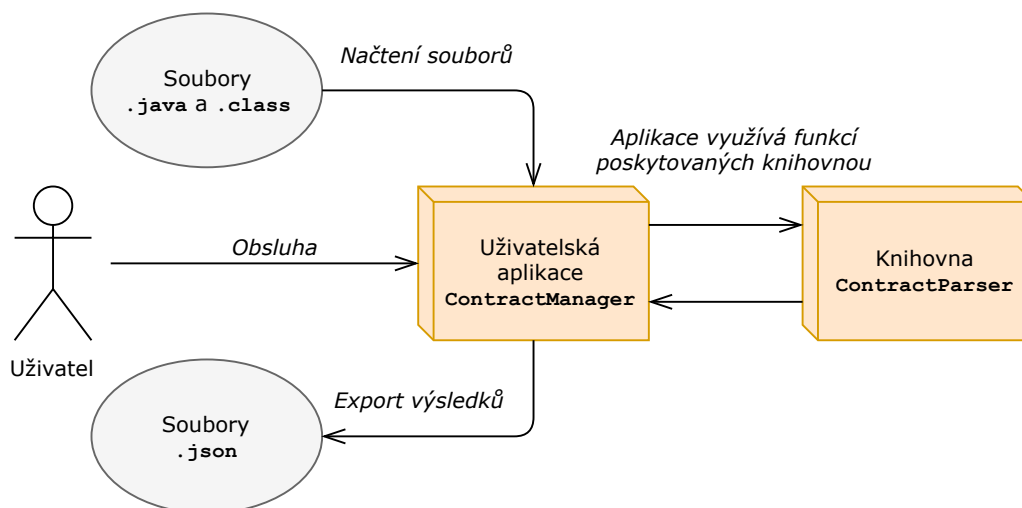 Načtení souborů
Soubory
.java a .class
Aplikace využívá funkcí
poskytovaných knihovnou
Obsluha
Uživatelská
aplikace
ContractManager
Knihovna
ContractParser
Uživatel
Export výsledků
Soubory
.json